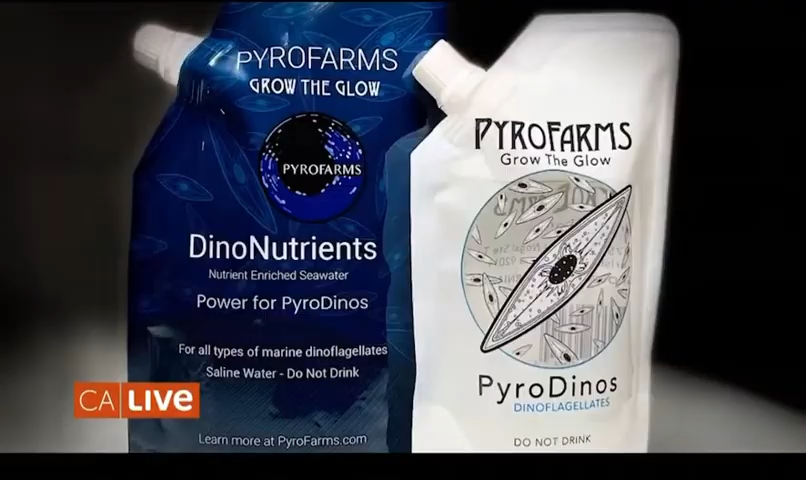 PYROFARMS
GROW THE GLOW
PYROFARMS
DinoNutrients
Nutrient Enriched Seawater
Power for PyroDinos
For all types of marine dinoflagellates
Saline Water - Do Not Drink
Learn more at PyroFarms.com
PYROFARMS
Grow The Glow
PyroDinos
DINOFLAGELLATES
DO NOT DRINK
CA LIVE